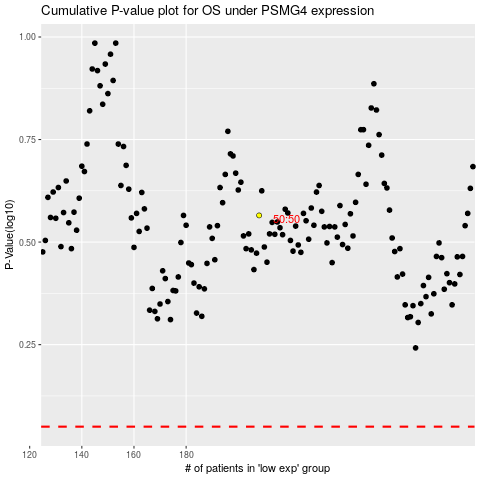 Cumulative P-value plot for OS under PSMG4 expression
P-Value(log10)
1.00
0.75
0.50
0.25
50:50
120 140 160 180
# of patients in 'low exp' group